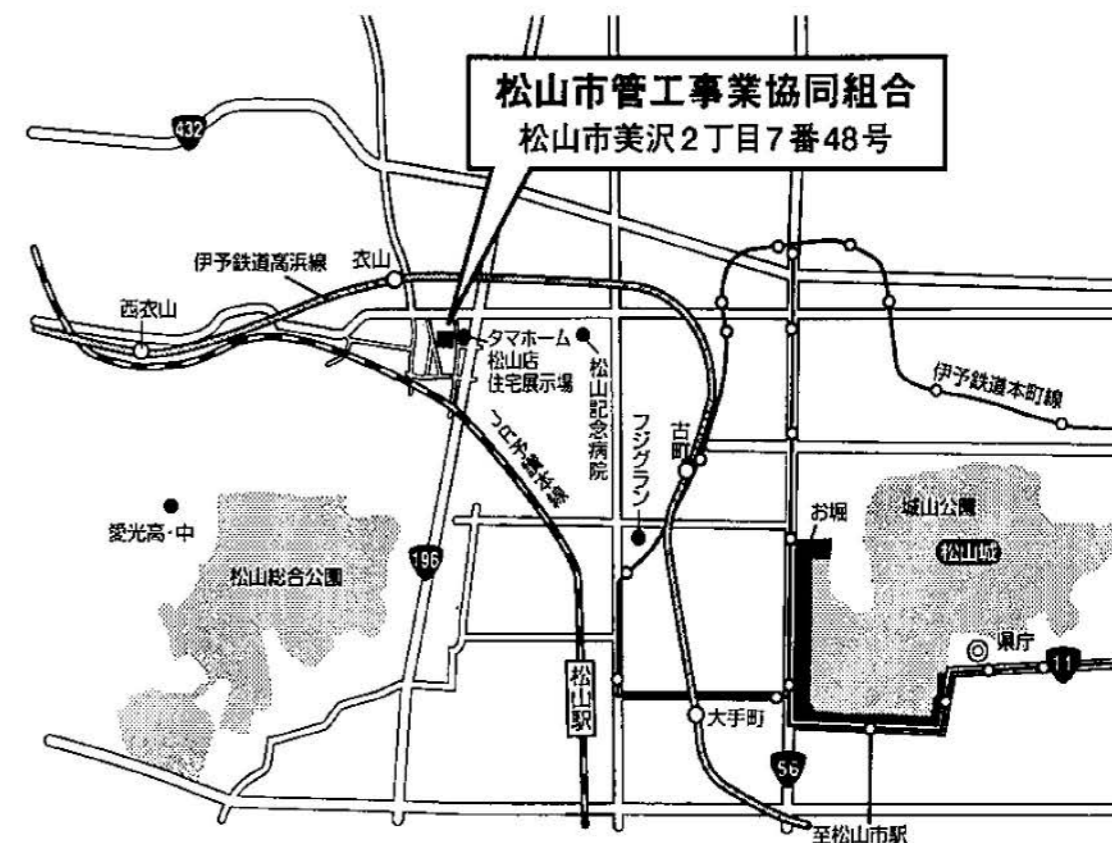 松山市管工事業協同組合
松山市美沢2丁目7番48号
432
伊予鉄道高浜線
衣山
西衣山
タマホーム
松山店
住宅展示場
松山記念病院
伊予鉄道本町線
JR予讃本線
フジグラン
古町
愛光高・中
松山総合公園
196
お堀
城山公園
松山城
県庁
11
松山駅
大手町
56
至松山市駅